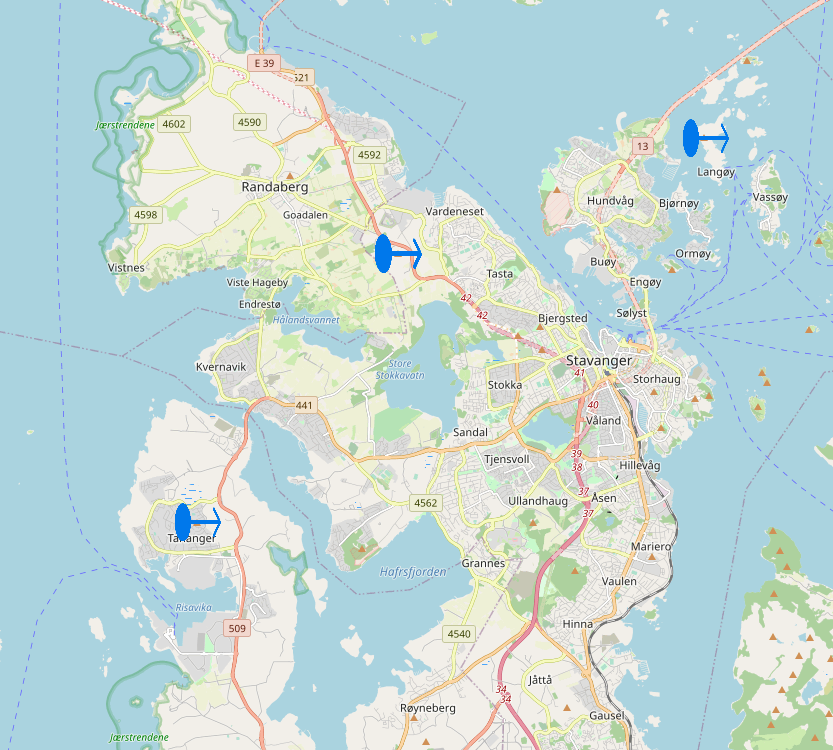 E 39
521
Jærstrendene
4602
4590
13
4592
Langøy
Randaberg
Vassøy
Hundvåg
Bjørnøy
4598
Goadalen
Vardeneset
Ormøy
Vistnes
Buøy
Tasta
Viste Hageby
Engøy
42
Endrestø
Hålandsvannet
42
Bjergsted
Sølyst
Stavanger
Kvernavik
Store
Stokkavatn
41
Storhaug
Stokka
441
40
Våland
Sandal
39
Tjensvoll
38
Hillevåg
37
4562
Ullandhaug
Åsen
37
Tananger
Mariero
Grannes
Hafrsfjorden
Vaulen
Risavika
509
Hinna
4540
Jåttå
34
34
Røyneberg
Gausel
Jærstrendene